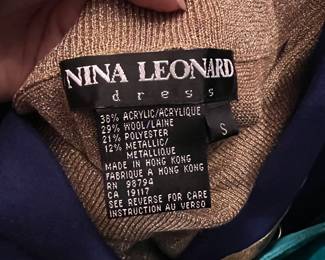 NINA LEONARD
dress
38% ACRYLIC/ACRYLIQUE
29% WOOL/LAINE
21% POLYESTER
12% METALLIC/
METALLIQUE
MADE IN HONG KONG
FABRIQUE A HONG KONG
RN 98794
CA 19117
SEE REVERSE FOR CARE
INSTRUCTION AU VERSO
S